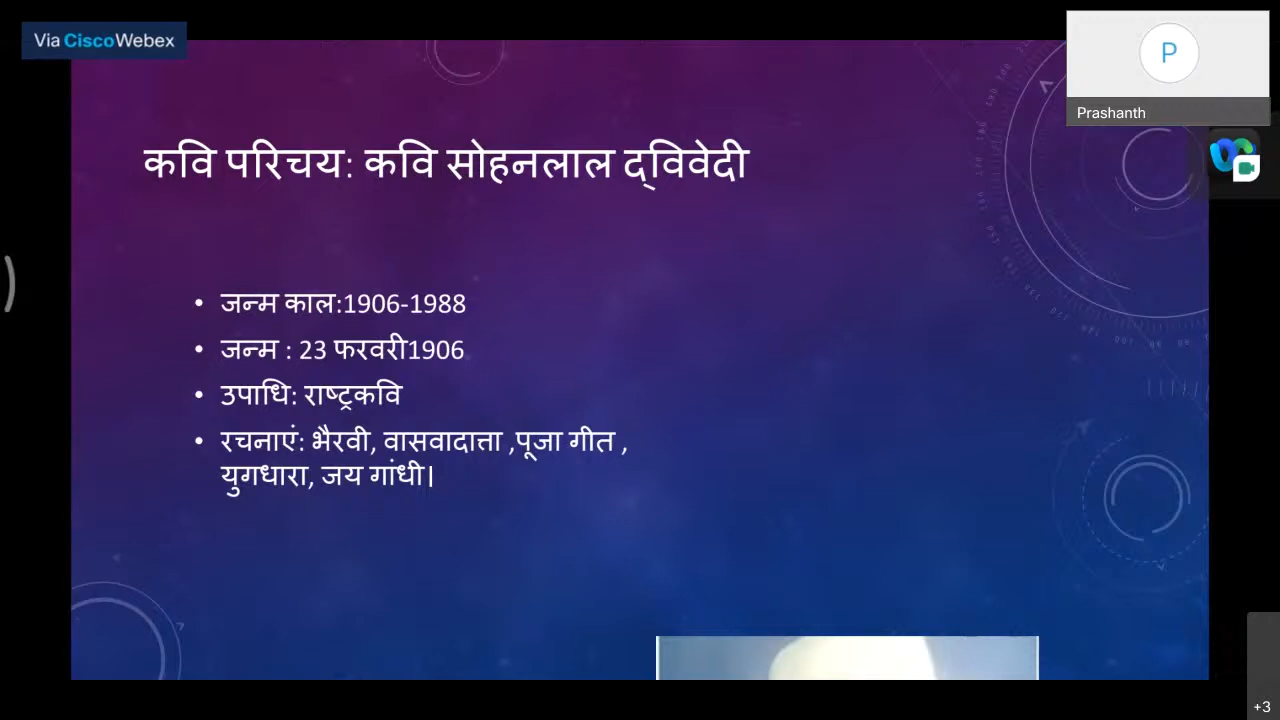 Via CiscoWebex
P
Prashanth
कवि परिचय: कवि सोहनलाल द्विवेदी
• जन्म काल:1906-1988
• जन्म : 23 फरवरी1906
• उपाधि: राष्ट्रकवि
• रचनाएं: भैरवी, वासवादात्ता ,पूजा गीत ,
युगधारा, जय गांधी।
+3